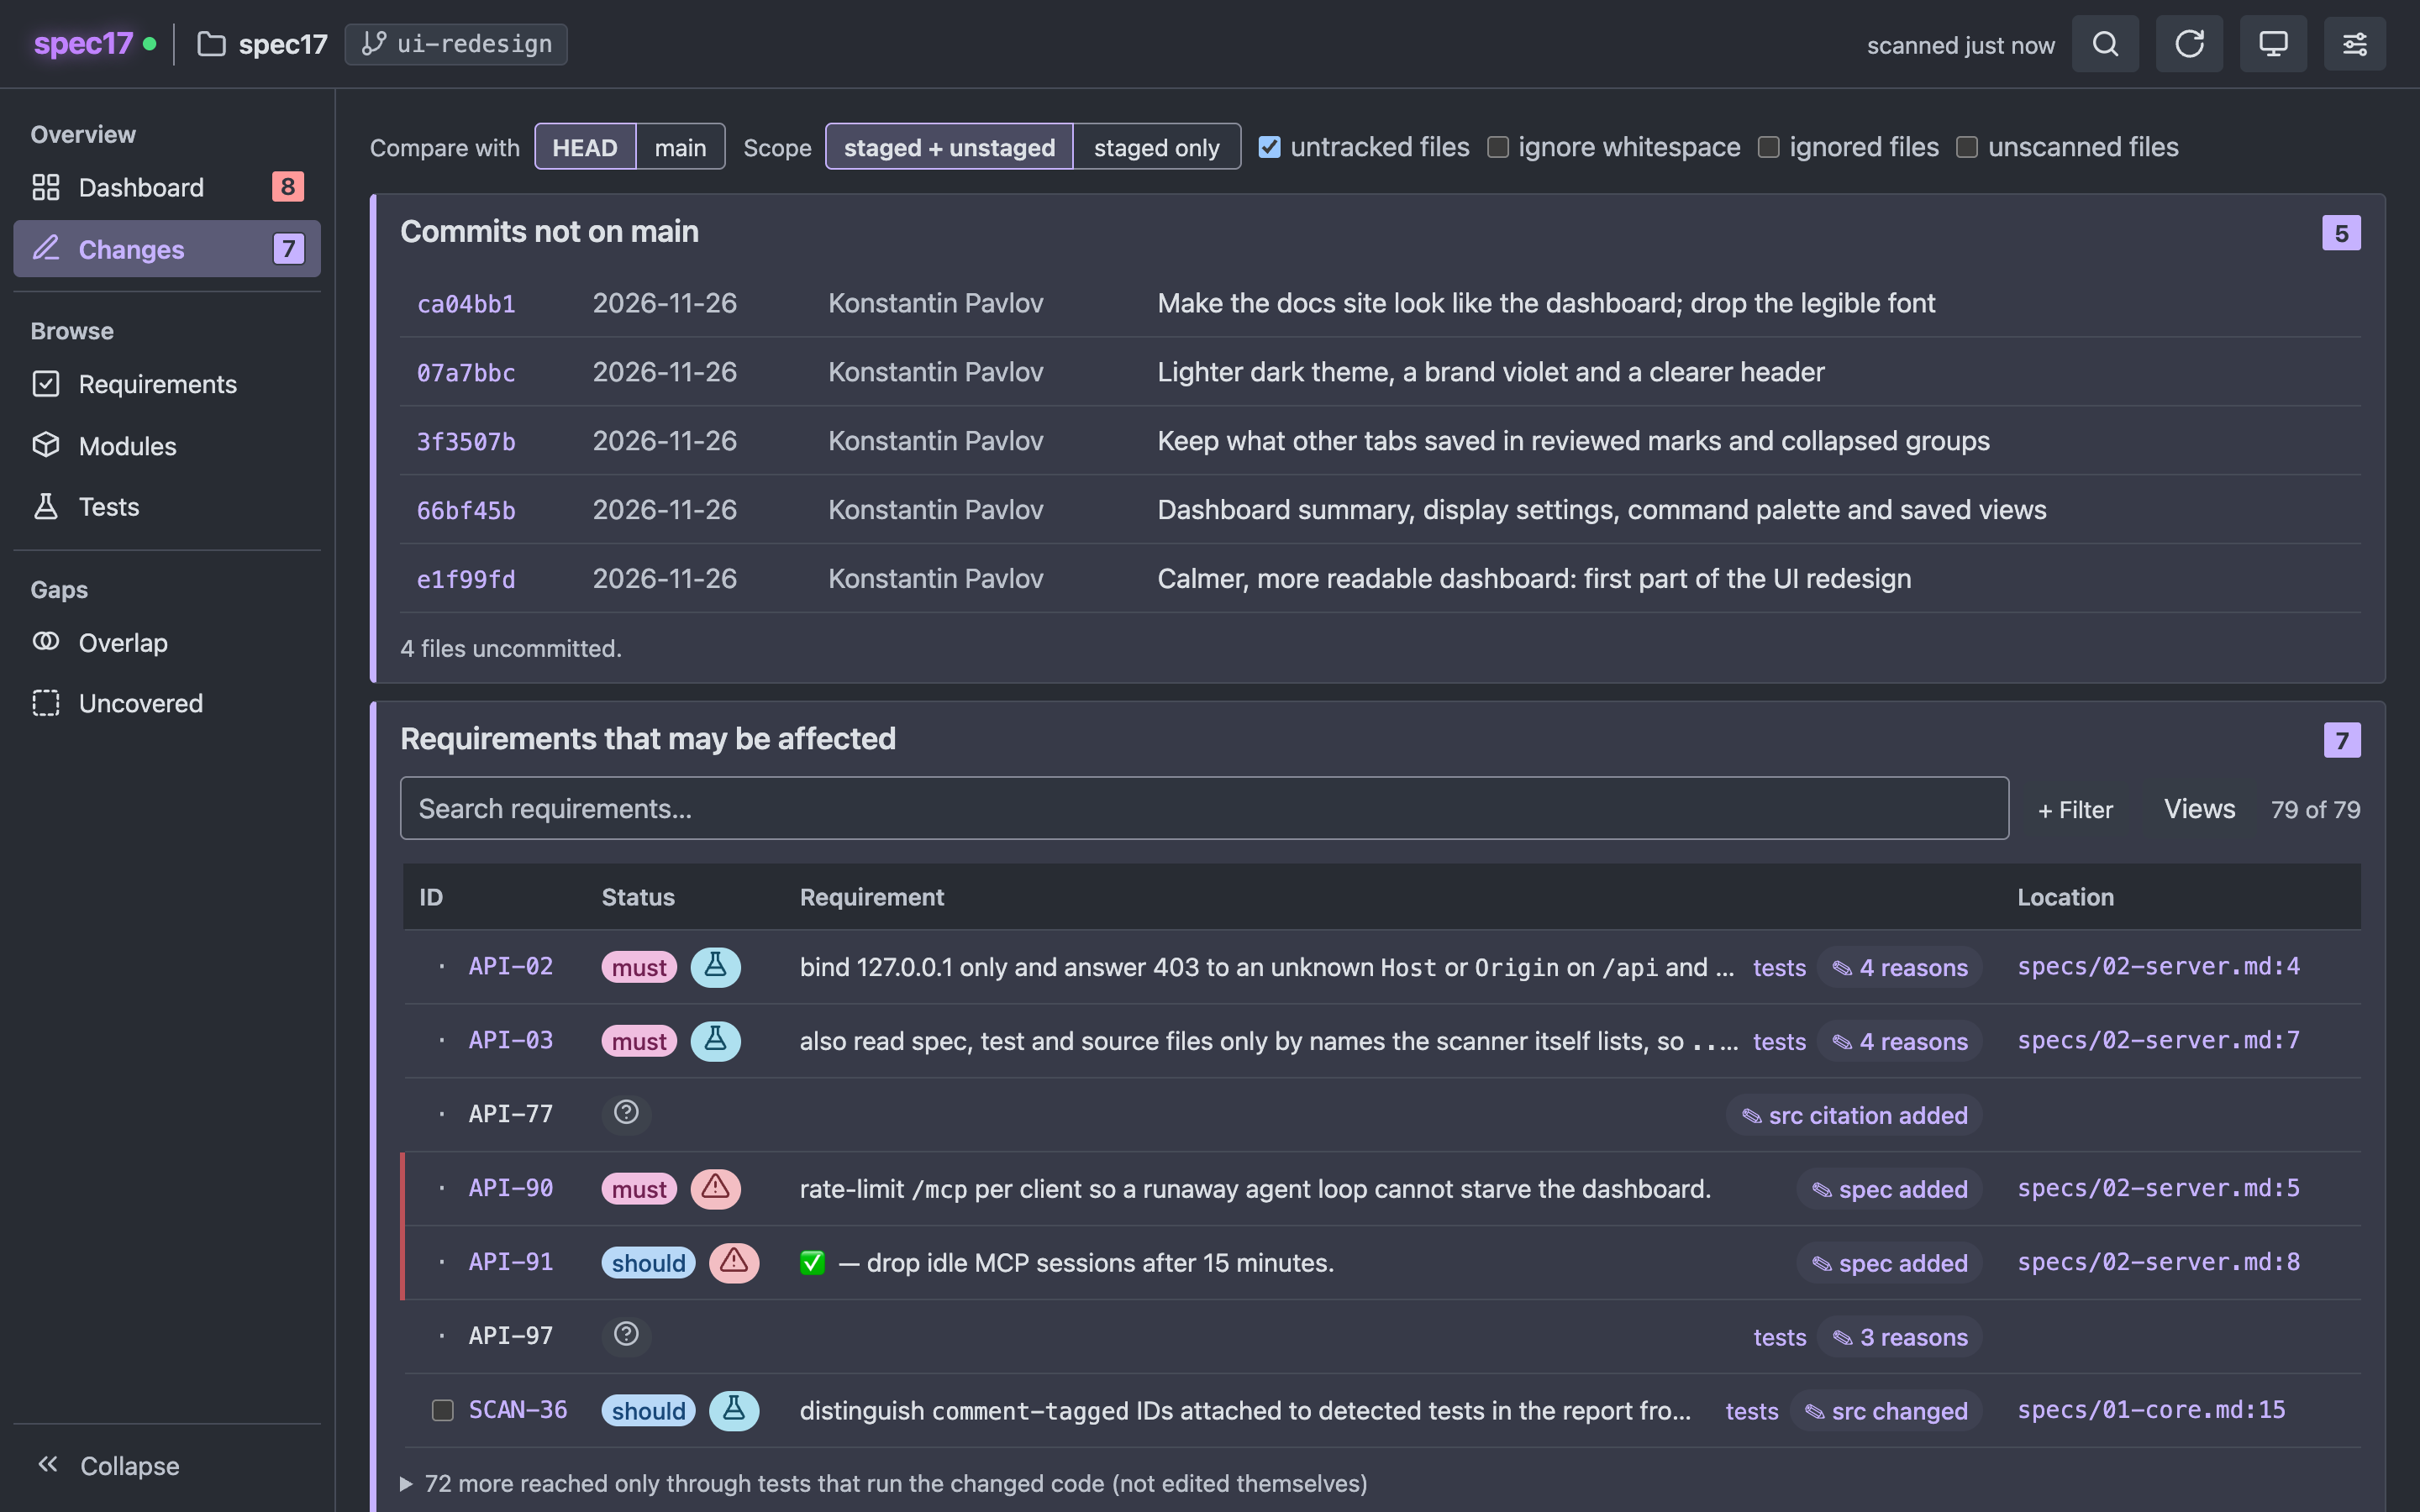 spec17 spec17 ui-redesign scanned just now
Overview
Dashboard 8
Changes 7
Browse
Requirements
Modules
Tests
Gaps
Overlap
Uncovered
Collapse
Compare with HEAD main Scope staged + unstaged staged only untracked files ignore whitespace ignored files unscanned files
Commits not on main 5
ca04bb1 2026-11-26 Konstantin Pavlov Make the docs site look like the dashboard; drop the legible font
07a7bbc 2026-11-26 Konstantin Pavlov Lighter dark theme, a brand violet and a clearer header
3f3507b 2026-11-26 Konstantin Pavlov Keep what other tabs saved in reviewed marks and collapsed groups
66bf45b 2026-11-26 Konstantin Pavlov Dashboard summary, display settings, command palette and saved views
e1f99fd 2026-11-26 Konstantin Pavlov Calmer, more readable dashboard: first part of the UI redesign
4 files uncommitted.
Requirements that may be affected 7
Search requirements... + Filter Views 79 of 79
ID Status Requirement Location
· API-02 must bind 127.0.0.1 only and answer 403 to an unknown Host or Origin on /api and ... tests ✎ 4 reasons specs/02-server.md:4
· API-03 must also read spec, test and source files only by names the scanner itself lists, so ..… tests ✎ 4 reasons specs/02-server.md:7
· API-77 ✎ src citation added
· API-90 must rate-limit /mcp per client so a runaway agent loop cannot starve the dashboard. ✎ spec added specs/02-server.md:5
· API-91 should ✅ — drop idle MCP sessions after 15 minutes. ✎ spec added specs/02-server.md:8
· API-97 tests ✎ 3 reasons
SCAN-36 should distinguish comment-tagged IDs attached to detected tests in the report fro... tests ✎ src changed specs/01-core.md:15
▶ 72 more reached only through tests that run the changed code (not edited themselves)